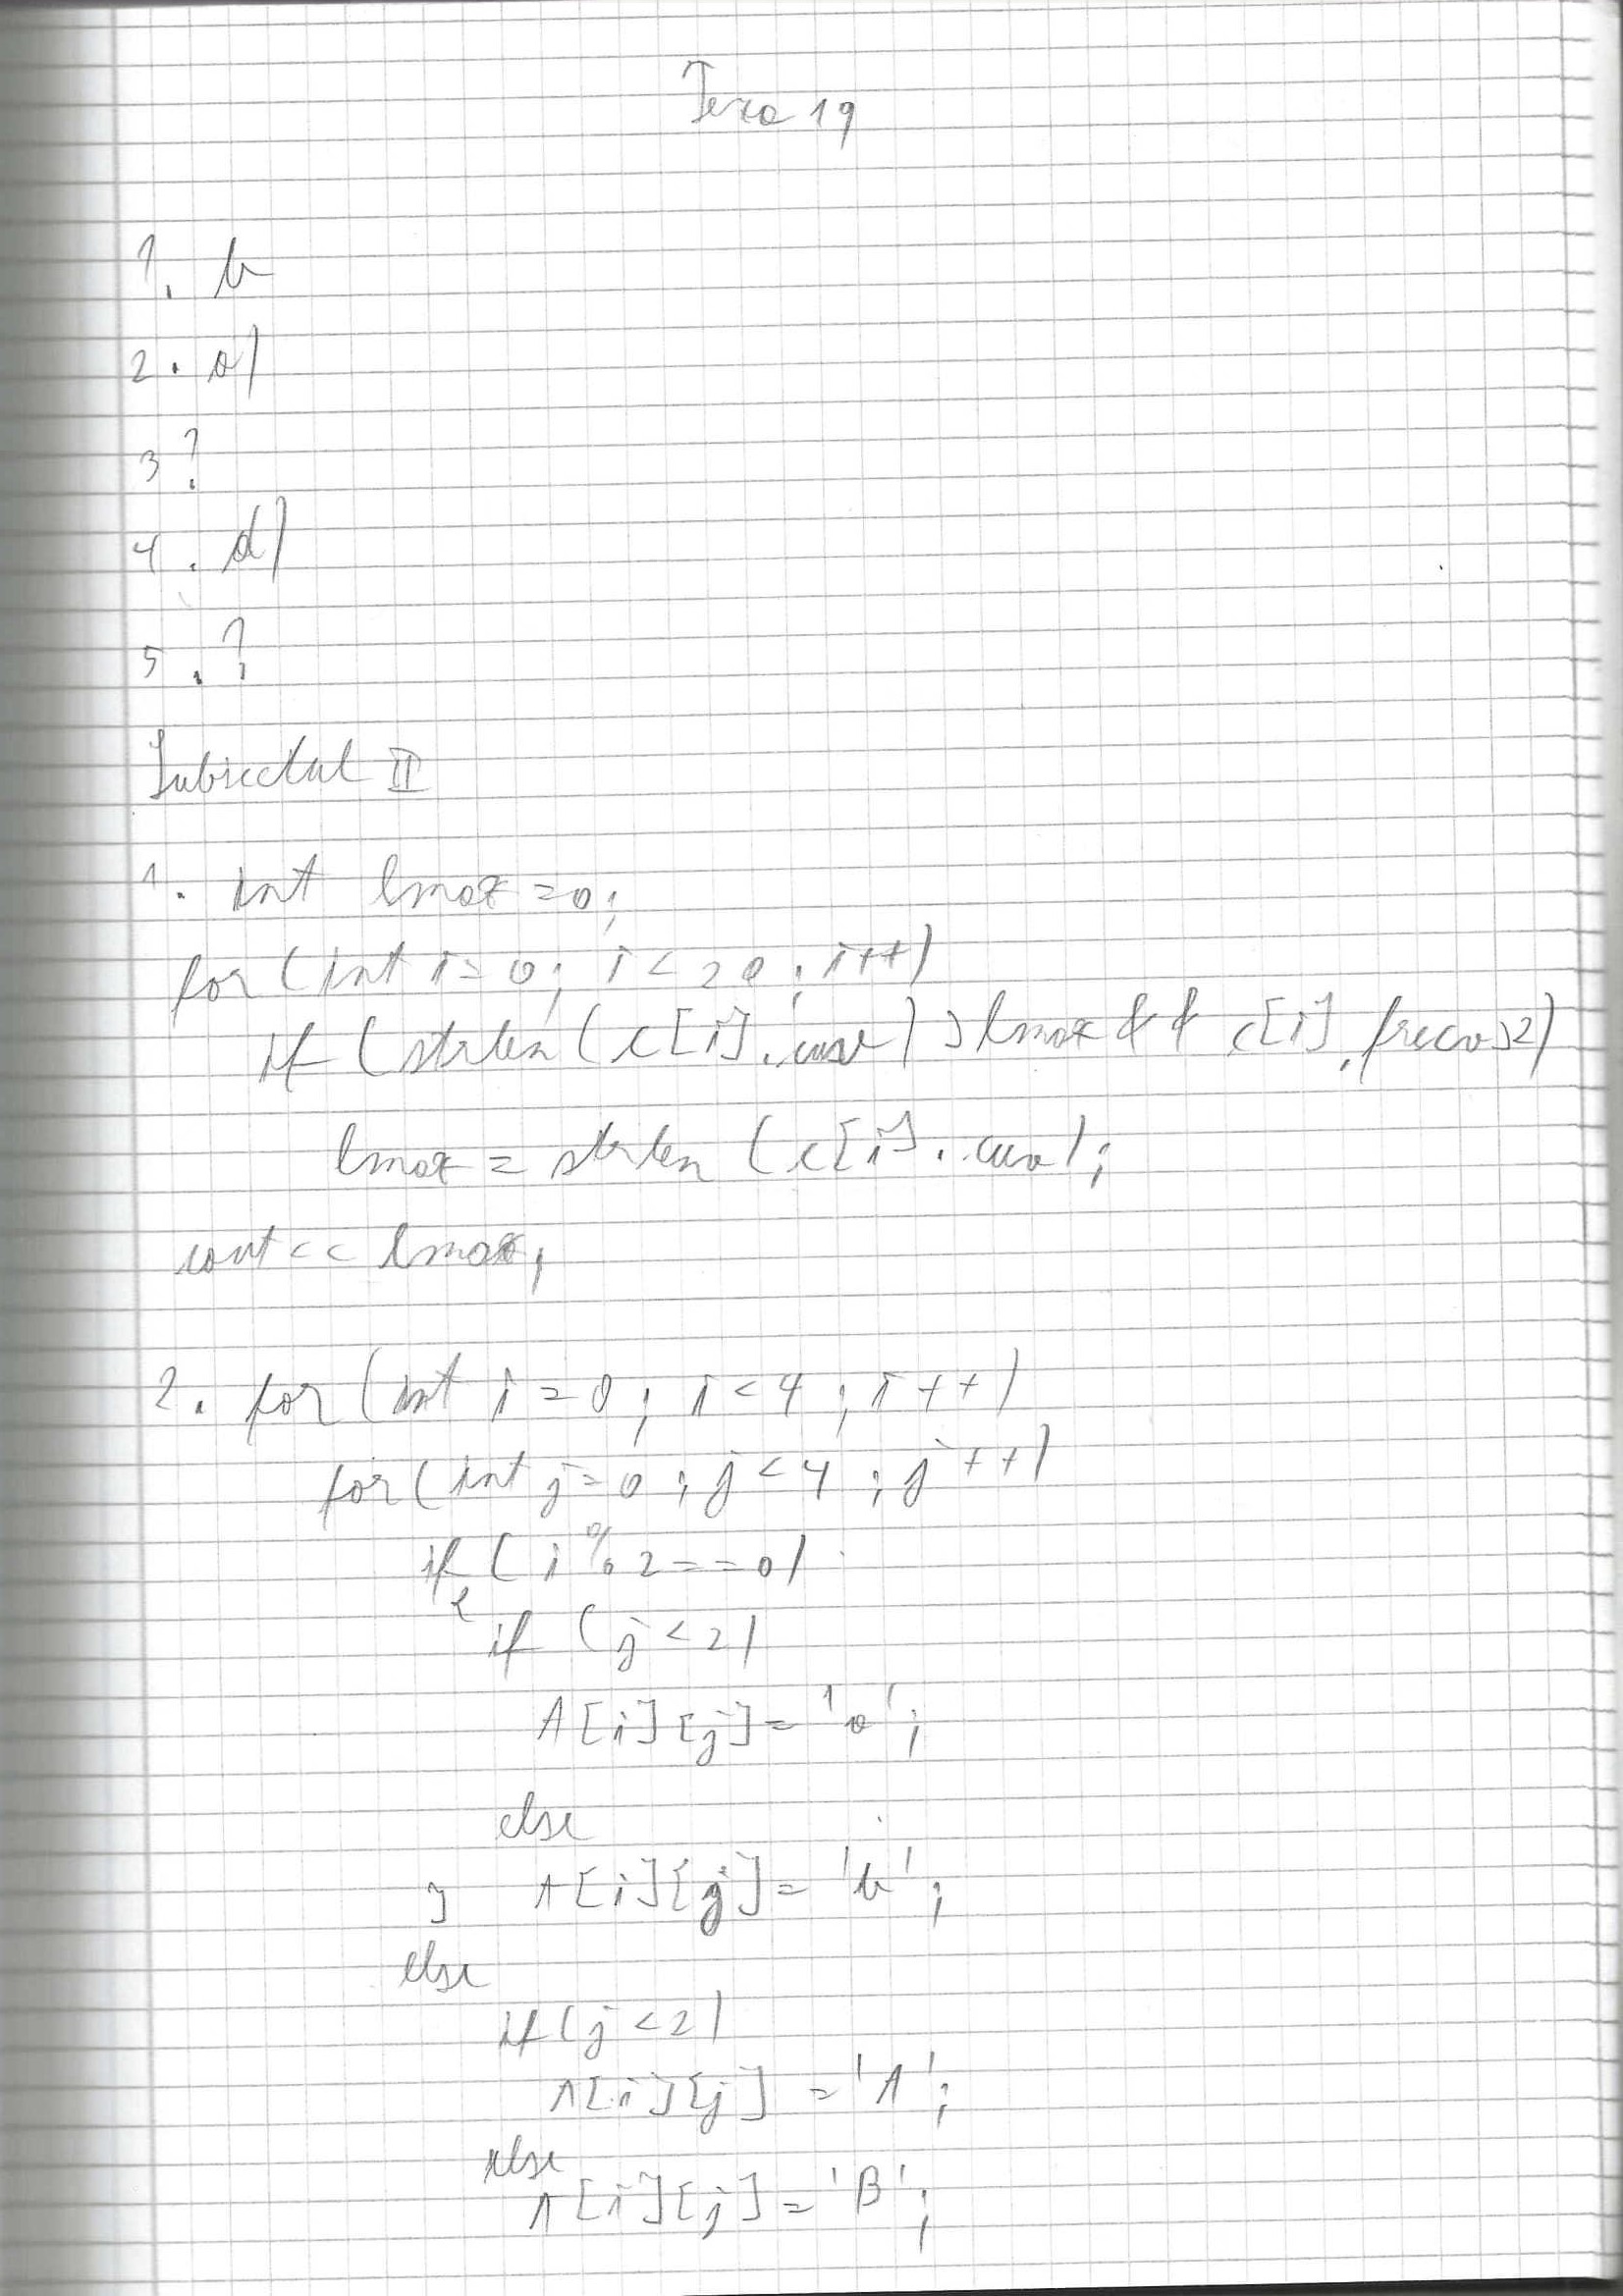 Tema 19
1. b
2. a)
3 ?
4. d)
5. ?
Subiectul II
1. int lmax=0;
for (int i=0; i<20; i++)
if (strlen(c[i].cuv)>lmax && c[i].frecv>2)
lmax = strlen (c[i].cuv);
cout<<lmax;
2. for (int i=0; i<4; i++)
for (int j=0; j<4; j++)
if (i%2==0)
{
if (j<2)
A[i][j]='a';
else
} A[i][j]='b';
else
if (j<2)
A[i][j]='A';
else
A[i][j]='B';